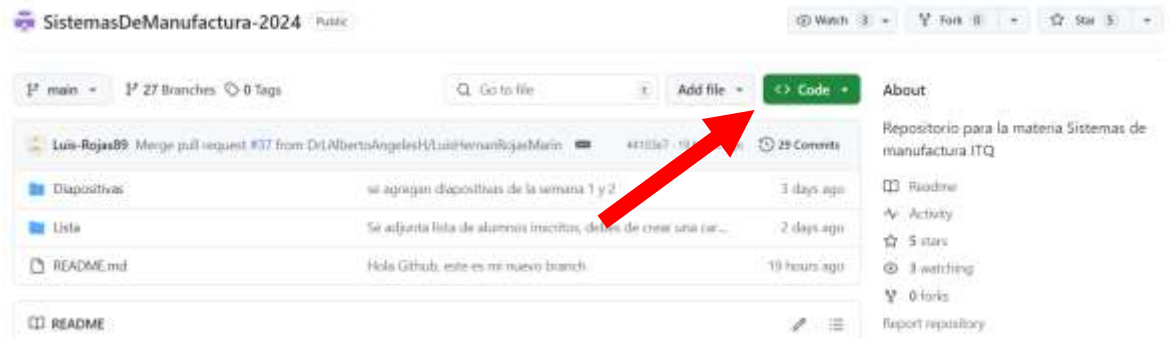 SistemasDeManufactura-2024 Public
Watch 3 Fork 0 Star 5
main 27 Branches 0 Tags Go to file t Add file <> Code
About
Repositorio para la materia Sistemas de
manufactura ITQ
Luis-Rojas89 Merge pull request #37 from DrLAlbertoAngelesH/LuisHernanRojasMarin 29 Commits
Diapositivas se agregan diapositivas de la semana 1 y 2 3 days ago
Lista Se adjunta lista de alumnos inscritos, debes de crear una car... 2 days ago
README.md Hola Github, este es mi nuevo branch 19 hours ago
README
Readme
Activity
5 stars
3 watching
0 forks
Report repository